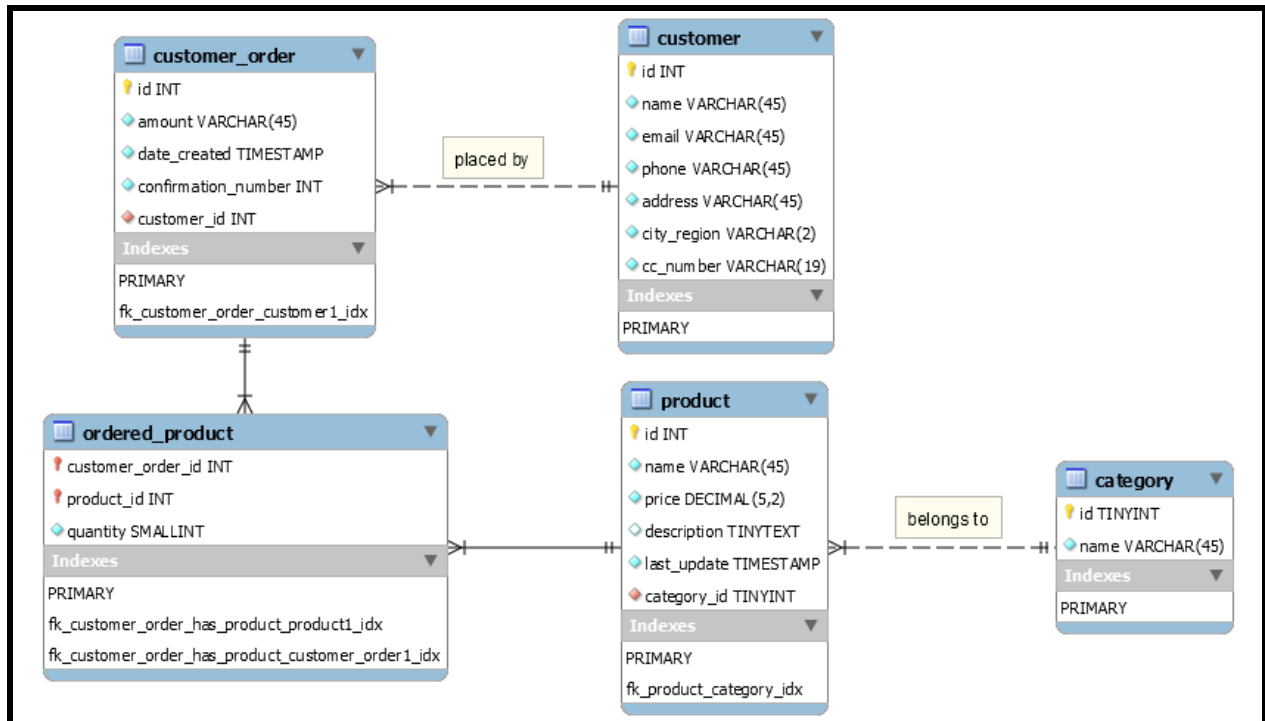 customer_order
id INT
amount VARCHAR(45)
date_created TIMESTAMP
confirmation_number INT
customer_id INT
Indexes
PRIMARY
fk_customer_order_customer1_idx
placed by
customer
id INT
name VARCHAR(45)
email VARCHAR(45)
phone VARCHAR(45)
address VARCHAR(45)
city_region VARCHAR(2)
cc_number VARCHAR(19)
Indexes
PRIMARY
ordered_product
customer_order_id INT
product_id INT
quantity SMALLINT
Indexes
PRIMARY
fk_customer_order_has_product_product1_idx
fk_customer_order_has_product_customer_order1_idx
product
id INT
name VARCHAR(45)
price DECIMAL(5,2)
description TINYTEXT
last_update TIMESTAMP
category_id TINYINT
Indexes
PRIMARY
fk_product_category_idx
belongs to
category
id TINYINT
name VARCHAR(45)
Indexes
PRIMARY